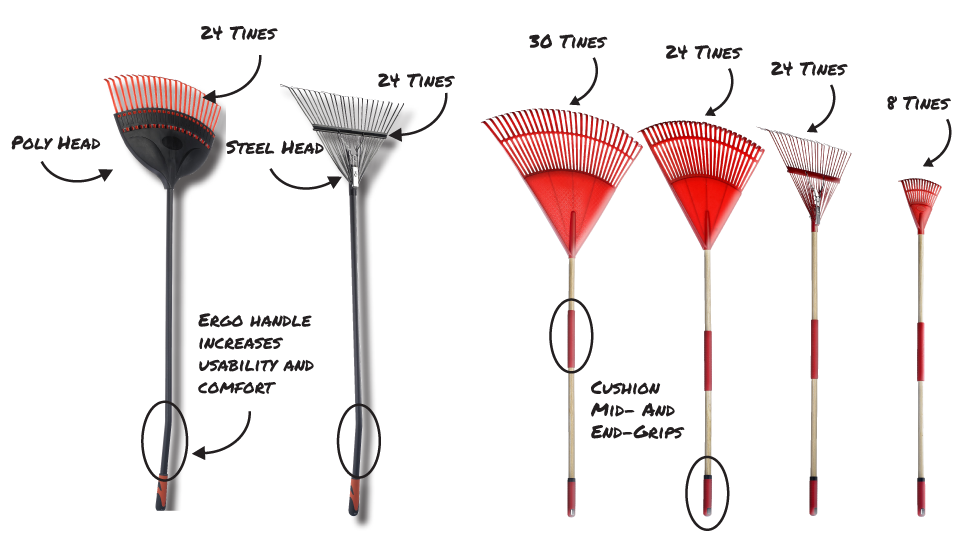 24 Tines
24 Tines
Poly Head
Steel Head
Ergo handle
increases
usability and
comfort
30 Tines
24 Tines
24 Tines
8 Tines
Cushion
Mid- And
End-Grips